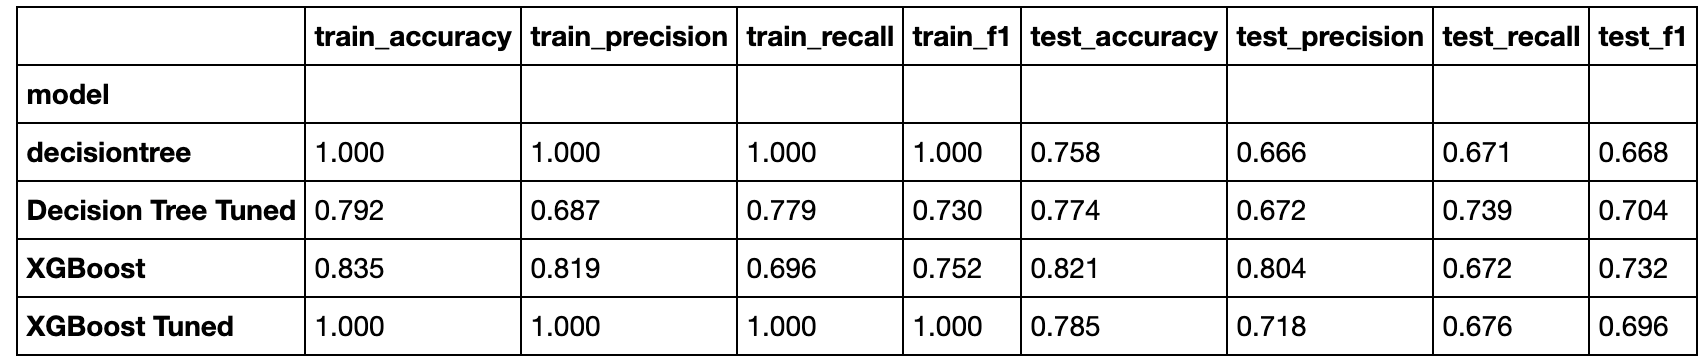 train_accuracy train_precision train_recall train_f1 test_accuracy test_precision test_recall test_f1
model
decisiontree 1.000 1.000 1.000 1.000 0.758 0.666 0.671 0.668
Decision Tree Tuned 0.792 0.687 0.779 0.730 0.774 0.672 0.739 0.704
XGBoost 0.835 0.819 0.696 0.752 0.821 0.804 0.672 0.732
XGBoost Tuned 1.000 1.000 1.000 1.000 0.785 0.718 0.676 0.696